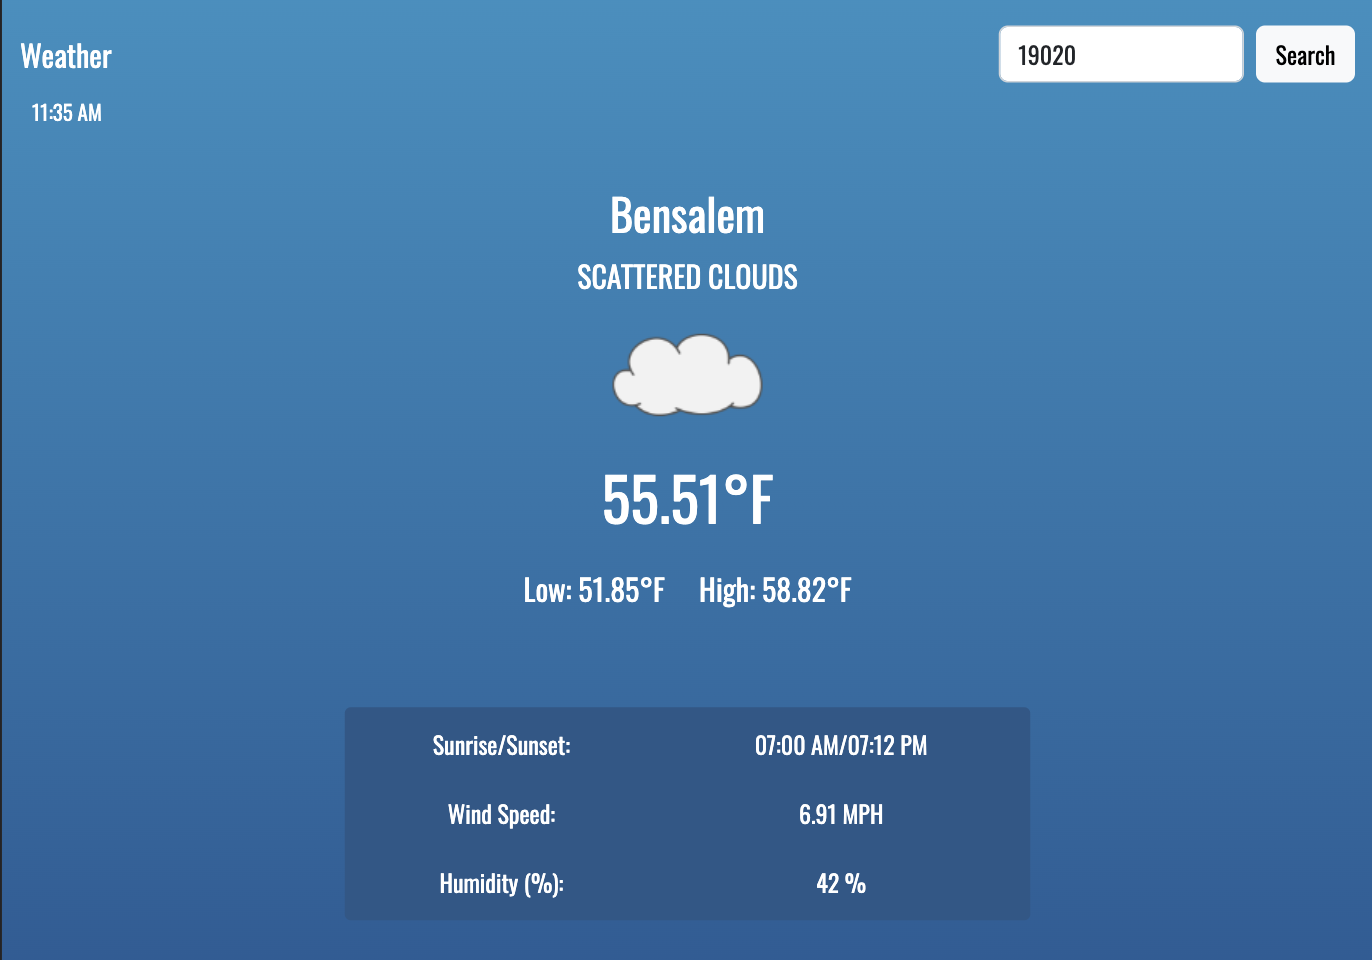 Weather
19020
Search
11:35 AM
Bensalem
SCATTERED CLOUDS
55.51°F
Low: 51.85°F High: 58.82°F
Sunrise/Sunset: 07:00 AM/07:12 PM
Wind Speed: 6.91 MPH
Humidity (%): 42 %